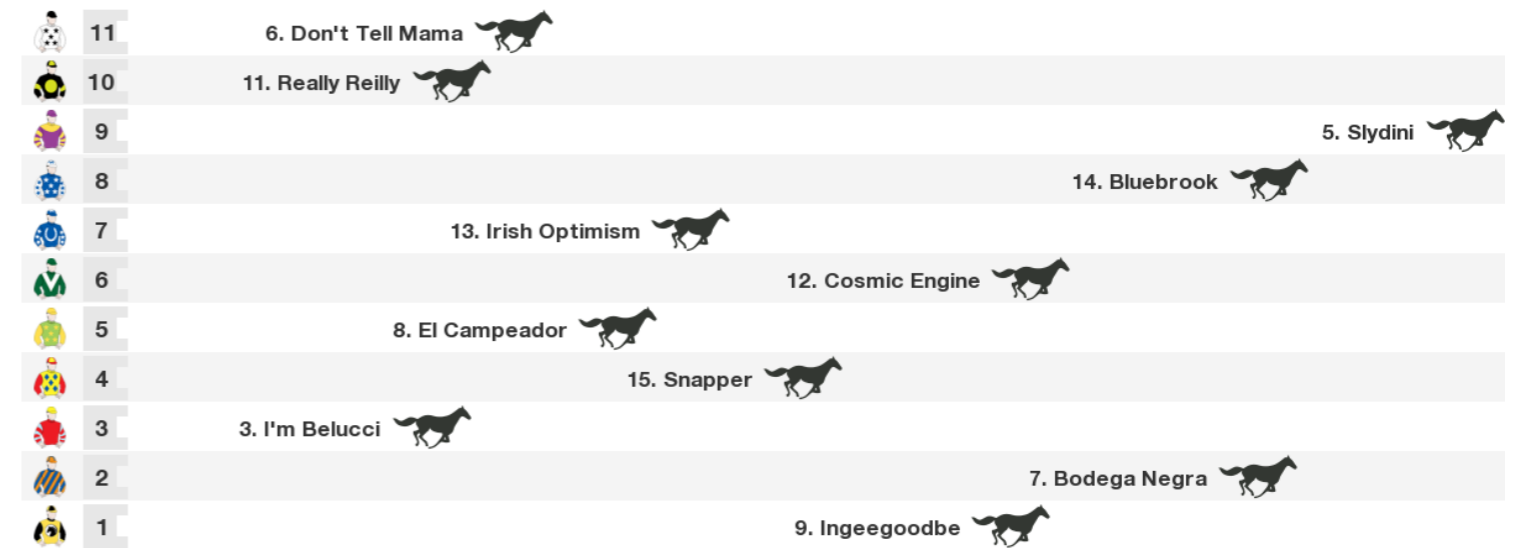 11 6. Don't Tell Mama
10 11. Really Reilly
9 5. Slydini
8 14. Bluebrook
7 13. Irish Optimism
6 12. Cosmic Engine
5 8. El Campeador
4 15. Snapper
3 3. I'm Belucci
2 7. Bodega Negra
1 9. Ingeegoodbe